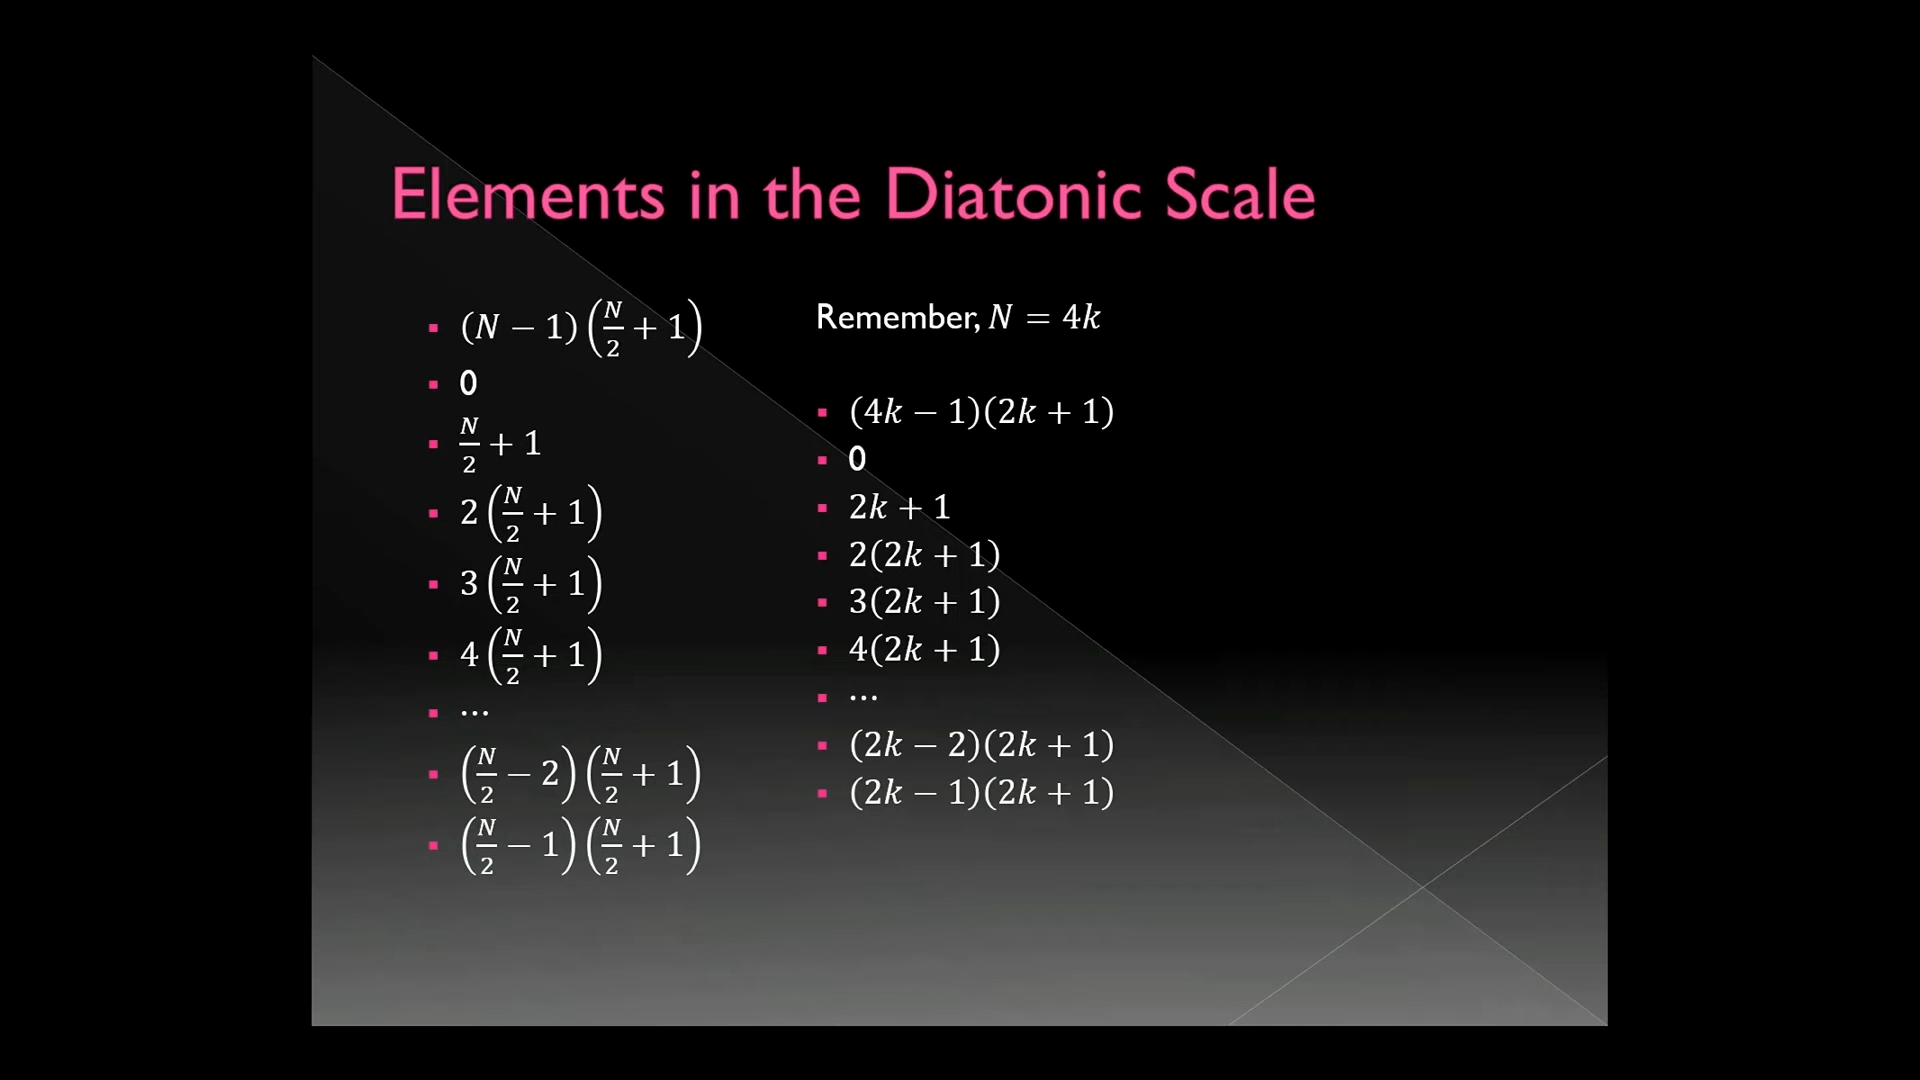 Elements in the Diatonic Scale
▪ (N − 1)(N/2 + 1)
▪ 0
▪ N/2 + 1
▪ 2(N/2 + 1)
▪ 3(N/2 + 1)
▪ 4(N/2 + 1)
▪ ⋯
▪ (N/2 − 2)(N/2 + 1)
▪ (N/2 − 1)(N/2 + 1)
Remember, N = 4k
▪ (4k − 1)(2k + 1)
▪ 0
▪ 2k + 1
▪ 2(2k + 1)
▪ 3(2k + 1)
▪ 4(2k + 1)
▪ ⋯
▪ (2k − 2)(2k + 1)
▪ (2k − 1)(2k + 1)